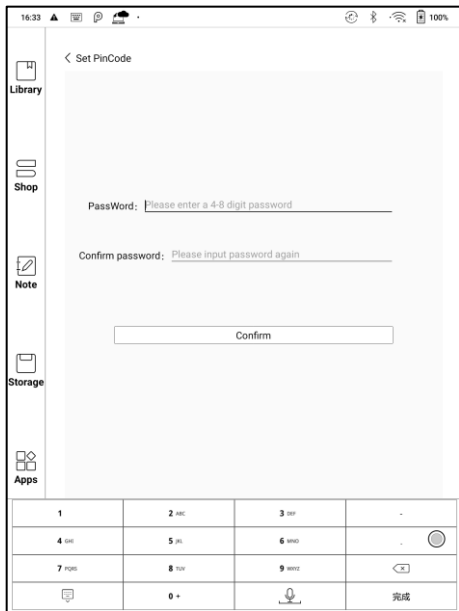 16:33
100%
Set PinCode
Library
Shop
PassWord: Please enter a 4-8 digit password
Confirm password: Please input password again
Note
Confirm
Storage
Apps
1 2 ABC 3 DEF -
4 GHI 5 JKL 6 MNO .
7 PQRS 8 TUV 9 WXYZ
0 + 完成